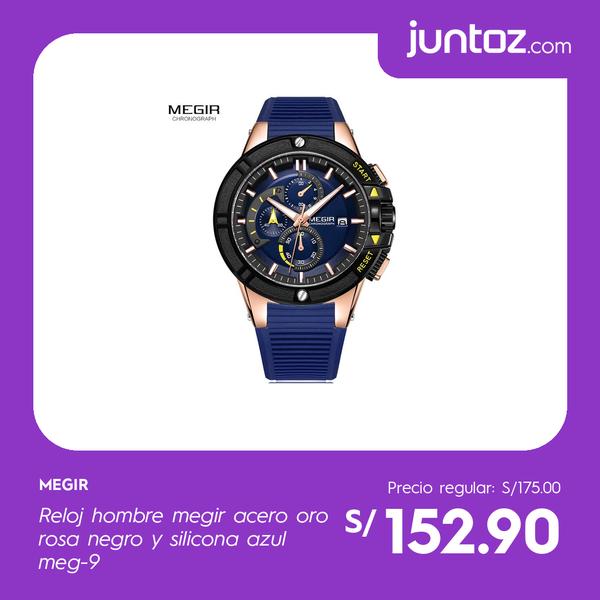 juntoz.com
MEGIR
CHRONOGRAPH
START
MEGIR
CHRONOGRAPH
RESET
MEGIR
Precio regular: S/175.00
Reloj hombre megir acero oro
rosa negro y silicona azul
meg-9
S/152.90